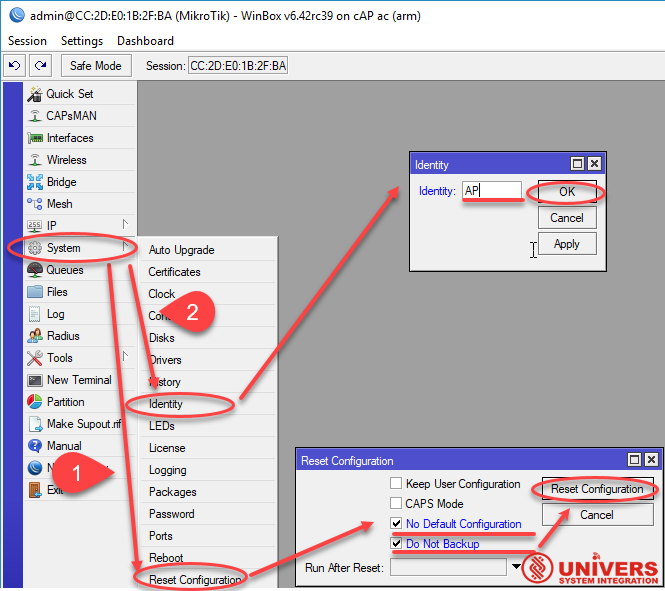 admin@CC:2D:E0:1B:2F:BA (MikroTik) - WinBox v6.42rc39 on cAP ac (arm)
Session Settings Dashboard
Safe Mode Session: CC:2D:E0:1B:2F:BA
Quick Set
CAPsMAN
Interfaces
Wireless
Bridge
Mesh
IP
System
Queues
Files
Log
Radius
Tools
New Terminal
Partition
Make Supout.rif
Manual
Auto Upgrade
Certificates
Clock
2
Disks
Drivers
History
Identity
LEDs
License
Logging
1
Packages
Password
Ports
Reboot
Reset Configuration
Identity
Identity: AP
OK
Cancel
Apply
Reset Configuration
Keep User Configuration
CAPS Mode
No Default Configuration
Do Not Backup
Run After Reset:
Reset Configuration
Cancel
UNIVERS
SYSTEM INTEGRATION